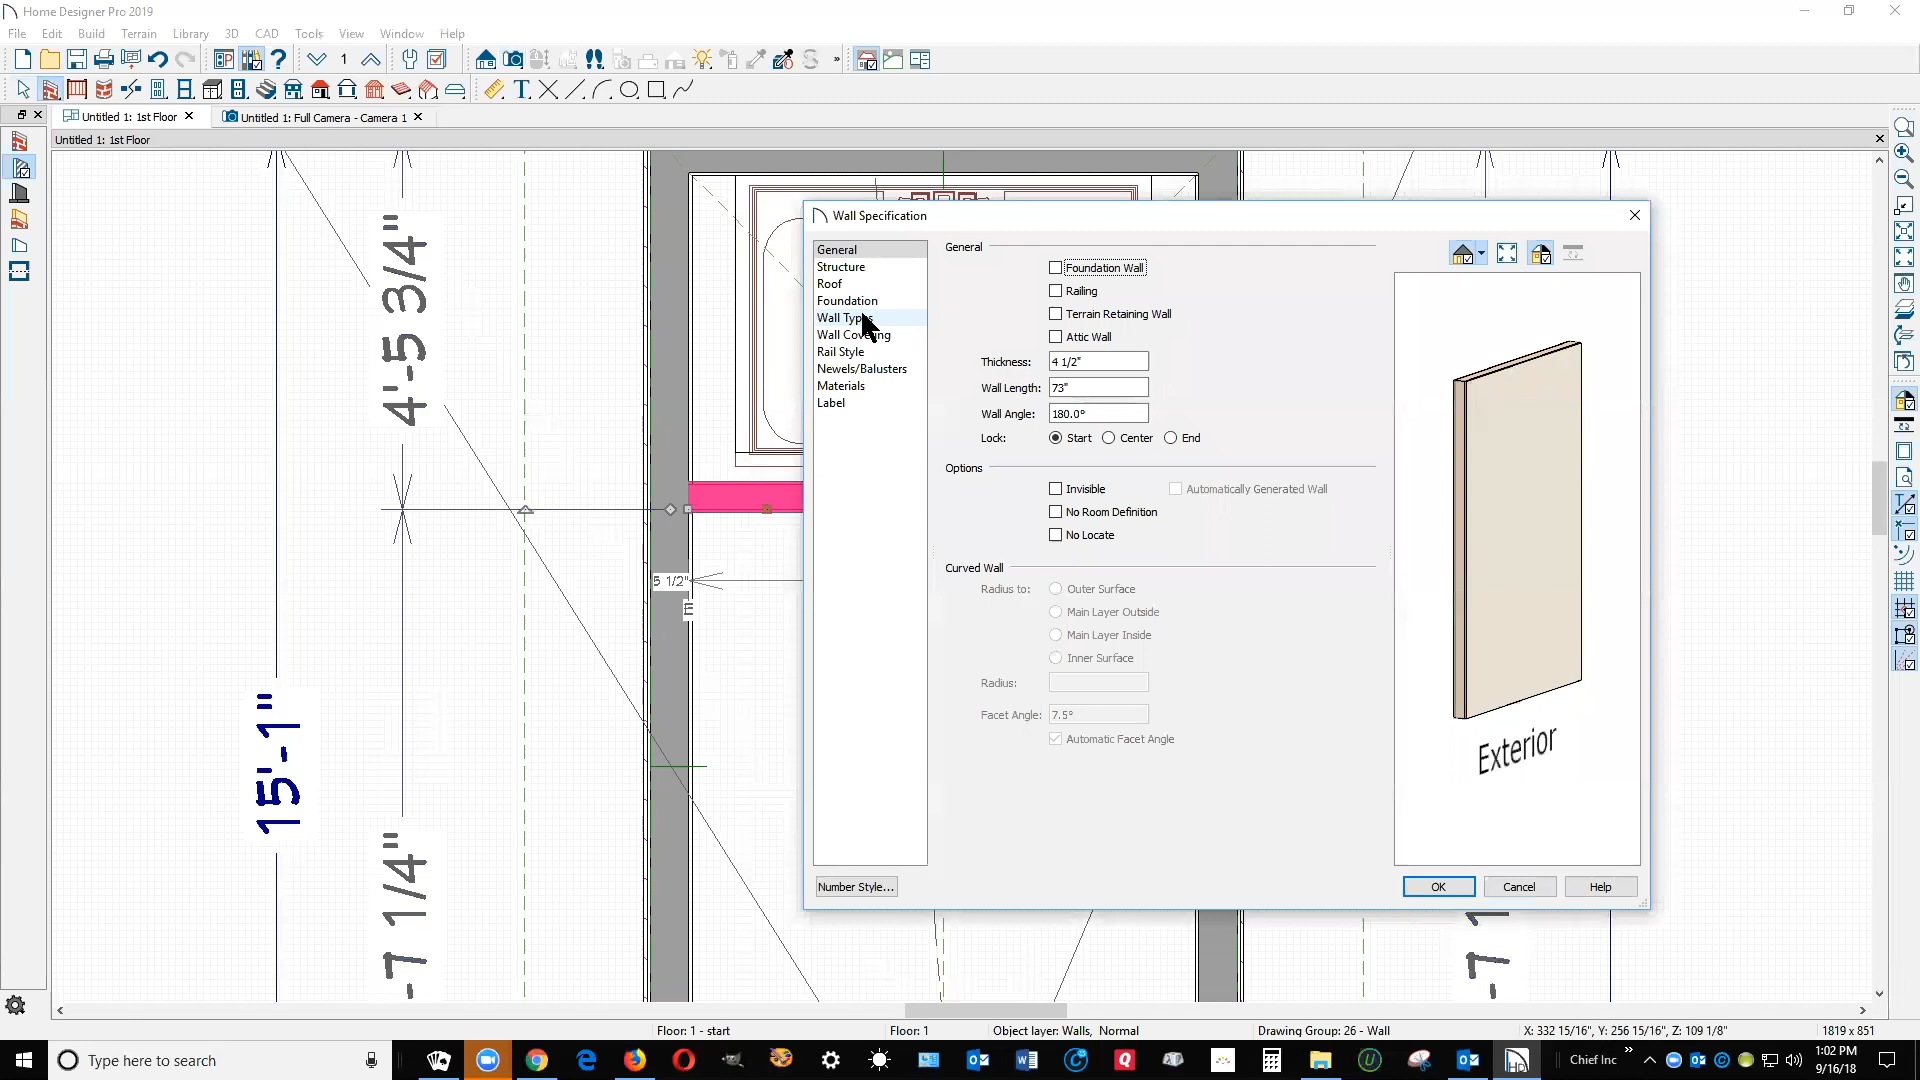 Home Designer Pro 2019
File Edit Build Terrain Library 3D CAD Tools View Window Help
1
Untitled 1: 1st Floor
Untitled 1: Full Camera - Camera 1
Untitled 1: 1st Floor
4'-5 3/4"
15'-1"
-7 1/4"
5 1/2"
-7 1
Wall Specification
General
Structure
Roof
Foundation
Wall Types
Wall Covering
Rail Style
Newels/Balusters
Materials
Label
General
Foundation Wall
Railing
Terrain Retaining Wall
Attic Wall
Thickness: 4 1/2"
Wall Length: 73"
Wall Angle: 180.0°
Lock: Start Center End
Options
Invisible Automatically Generated Wall
No Room Definition
No Locate
Curved Wall
Radius to: Outer Surface
Main Layer Outside
Main Layer Inside
Inner Surface
Radius:
Facet Angle: 7.5°
Automatic Facet Angle
Exterior
Number Style... OK Cancel Help
Floor: 1 - start Floor: 1 Object layer: Walls, Normal Drawing Group: 26 - Wall X: 332 15/16", Y: 256 15/16", Z: 109 1/8" 1819 x 851
Type here to search
Chief Inc
1:02 PM
9/16/18